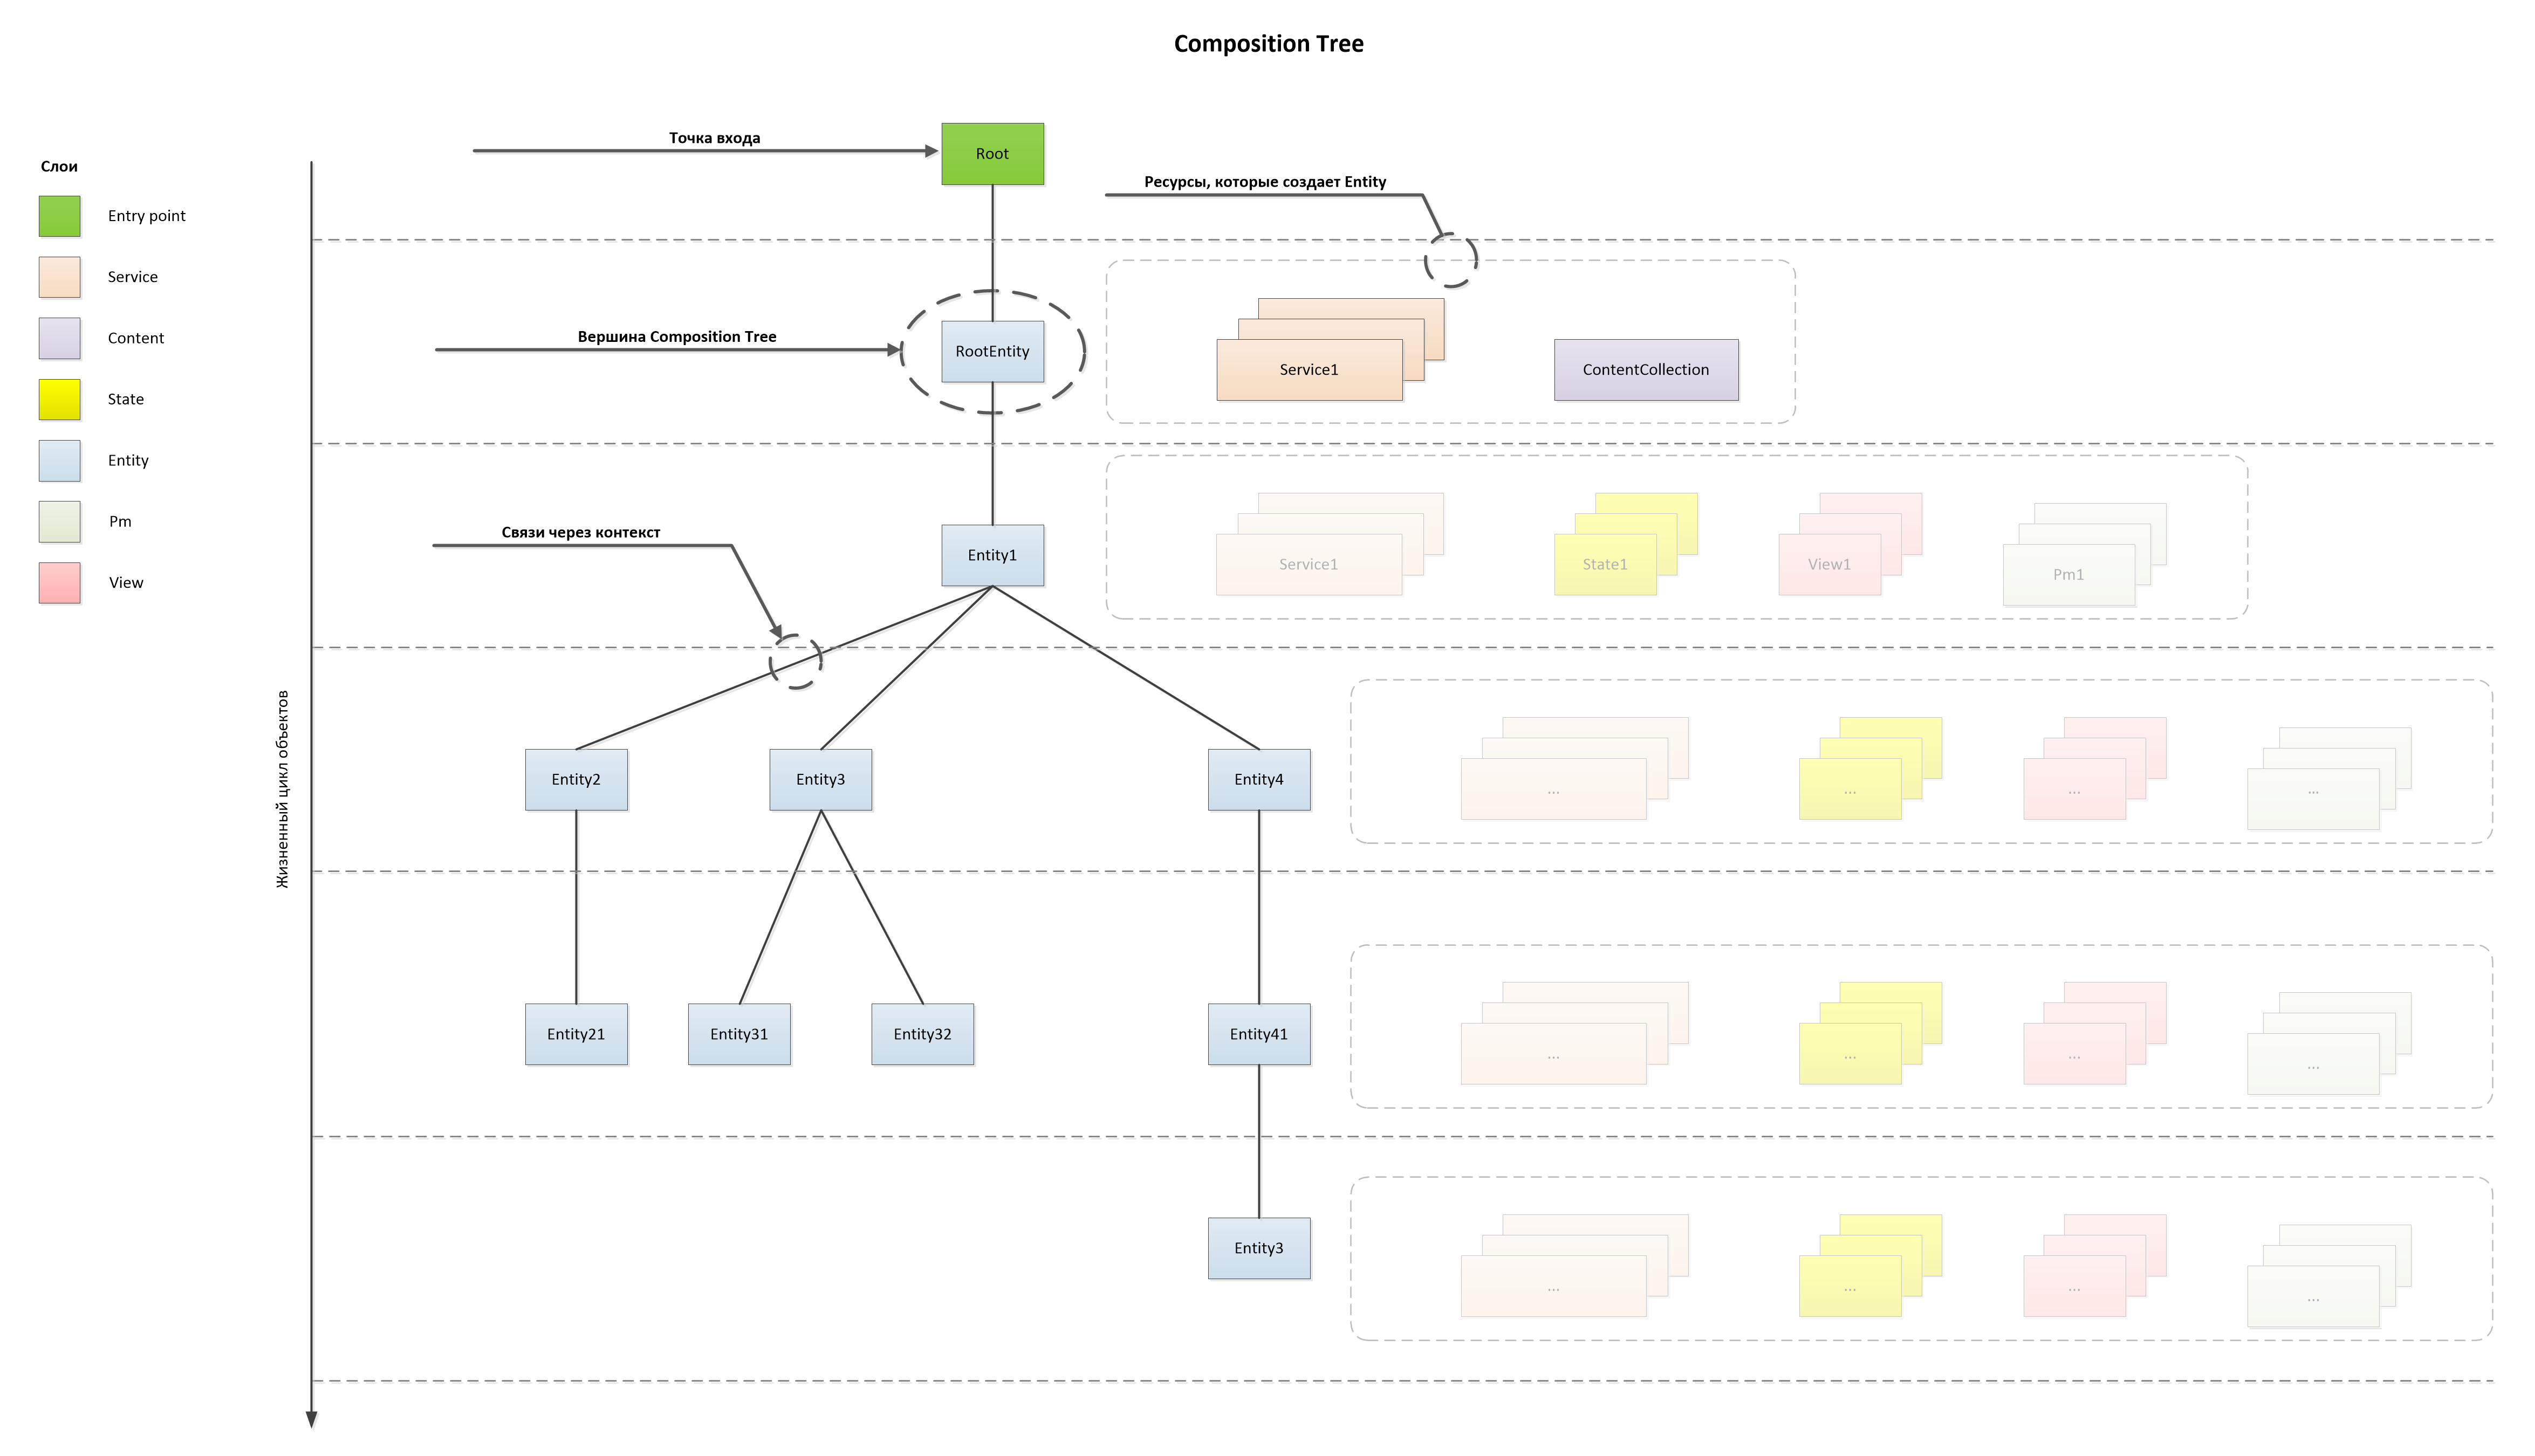 Composition Tree
Точка входа
Root
Слои
Ресурсы, которые создает Entity
Entry point
Service
Content
State
Entity
Pm
View
Вершина Composition Tree
RootEntity
Service1
ContentCollection
Связи через контекст
Entity1
Service1
State1
View1
Pm1
Жизненный цикл объектов
Entity2
Entity3
Entity4
...
...
...
...
Entity21
Entity31
Entity32
Entity41
...
...
...
...
Entity3
...
...
...
...